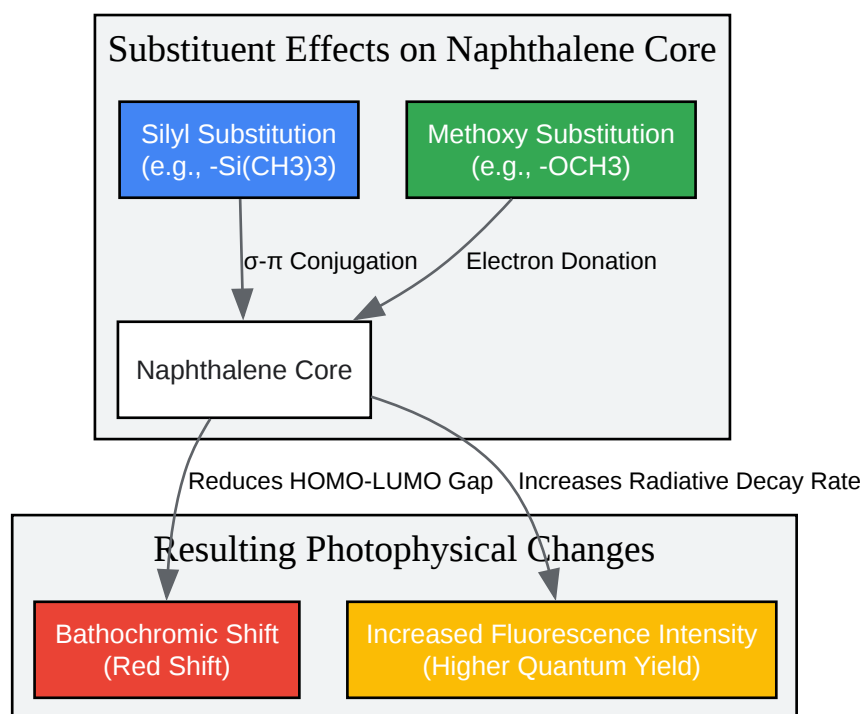 Substituent Effects on Naphthalene Core
Silyl Substitution
(e.g., -Si(CH3)3)
Methoxy Substitution
(e.g., -OCH3)
σ-π Conjugation
Electron Donation
Naphthalene Core
Reduces HOMO-LUMO Gap
Increases Radiative Decay Rate
Resulting Photophysical Changes
Bathochromic Shift
(Red Shift)
Increased Fluorescence Intensity
(Higher Quantum Yield)